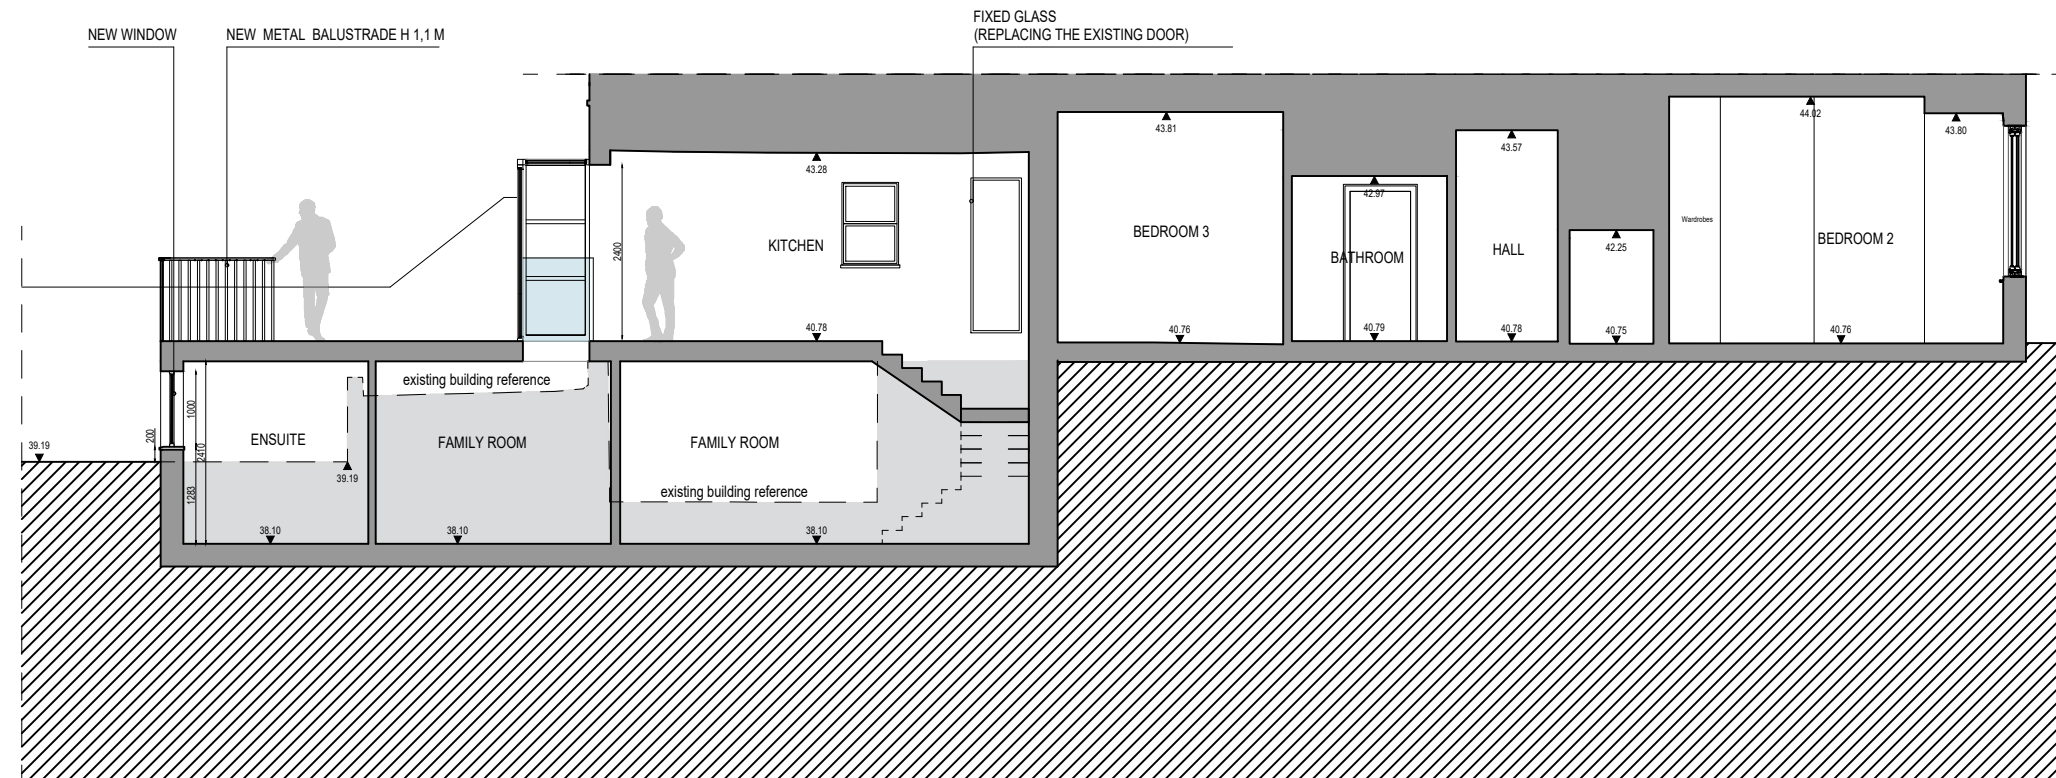 FIXED GLASS
(REPLACING THE EXISTING DOOR)
NEW WINDOW
NEW METAL BALUSTRADE H 1,1 M
43.81
44.02
43.80
43.57
43.28
42.97
Wardrobes
BEDROOM 3
BEDROOM 2
KITCHEN
2400
42.25
HALL
BATHROOM
40.78
40.76
40.79
40.78
40.75
40.76
existing building reference
1000
200
2410
39.19
ENSUITE
FAMILY ROOM
FAMILY ROOM
39.19
1283
existing building reference
38.10
38.10
38.10